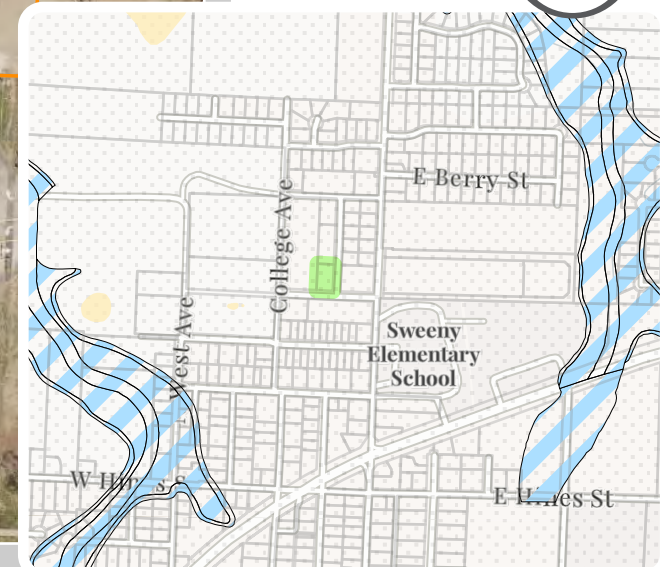 E Berry St
College Ave
West Ave
Sweeny
Elementary
School
E Hines St